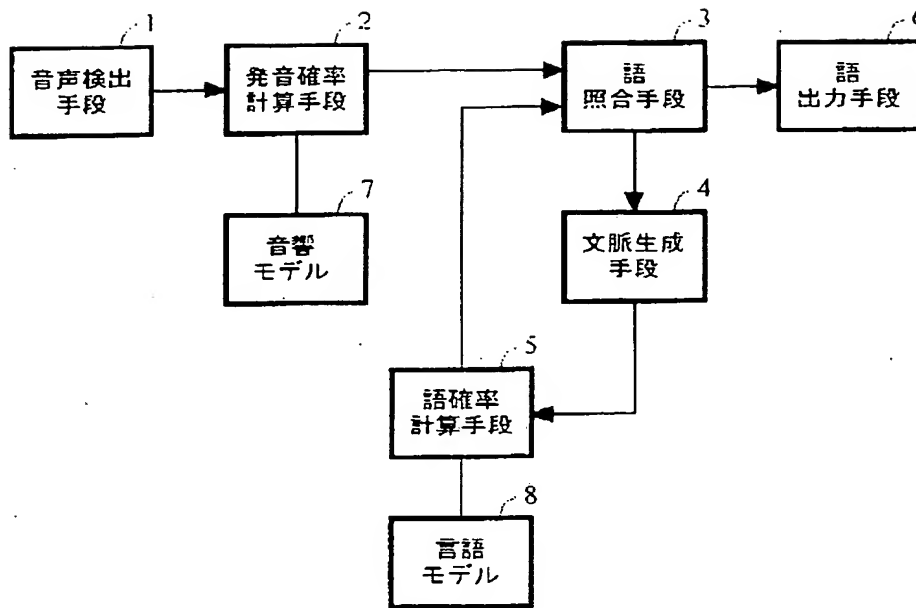 1
音声検出
手段
2
発音確率
計算手段
3
語
照合手段
6
語
出力手段
7
音響
モデル
4
文脈生成
手段
5
語確率
計算手段
8
言語
モデル